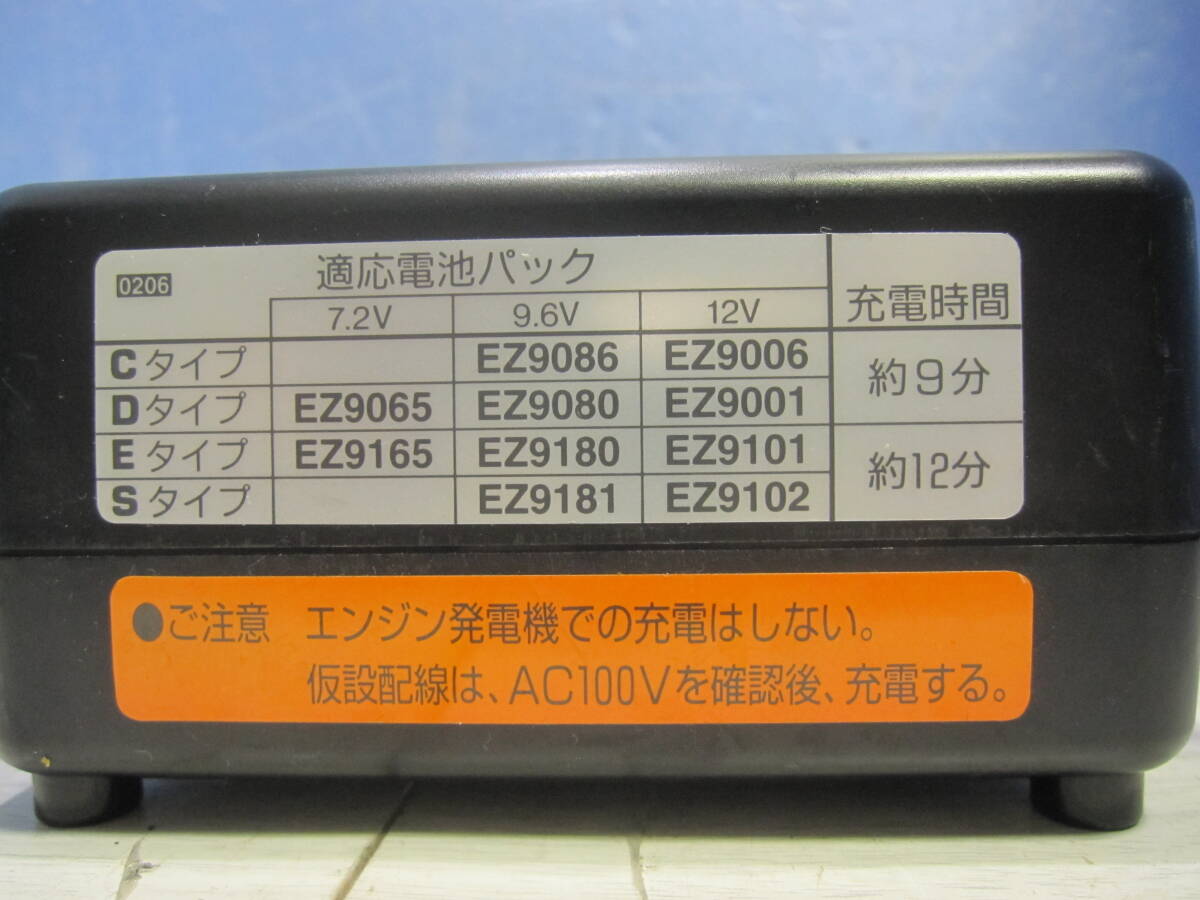 0206 適応電池パック 充電時間
7.2V 9.6V 12V
Cタイプ EZ9086 EZ9006 約9分
Dタイプ EZ9065 EZ9080 EZ9001
Eタイプ EZ9165 EZ9180 EZ9101 約12分
Sタイプ EZ9181 EZ9102
●ご注意 エンジン発電機での充電はしない。
仮設配線は、AC100Vを確認後、充電する。